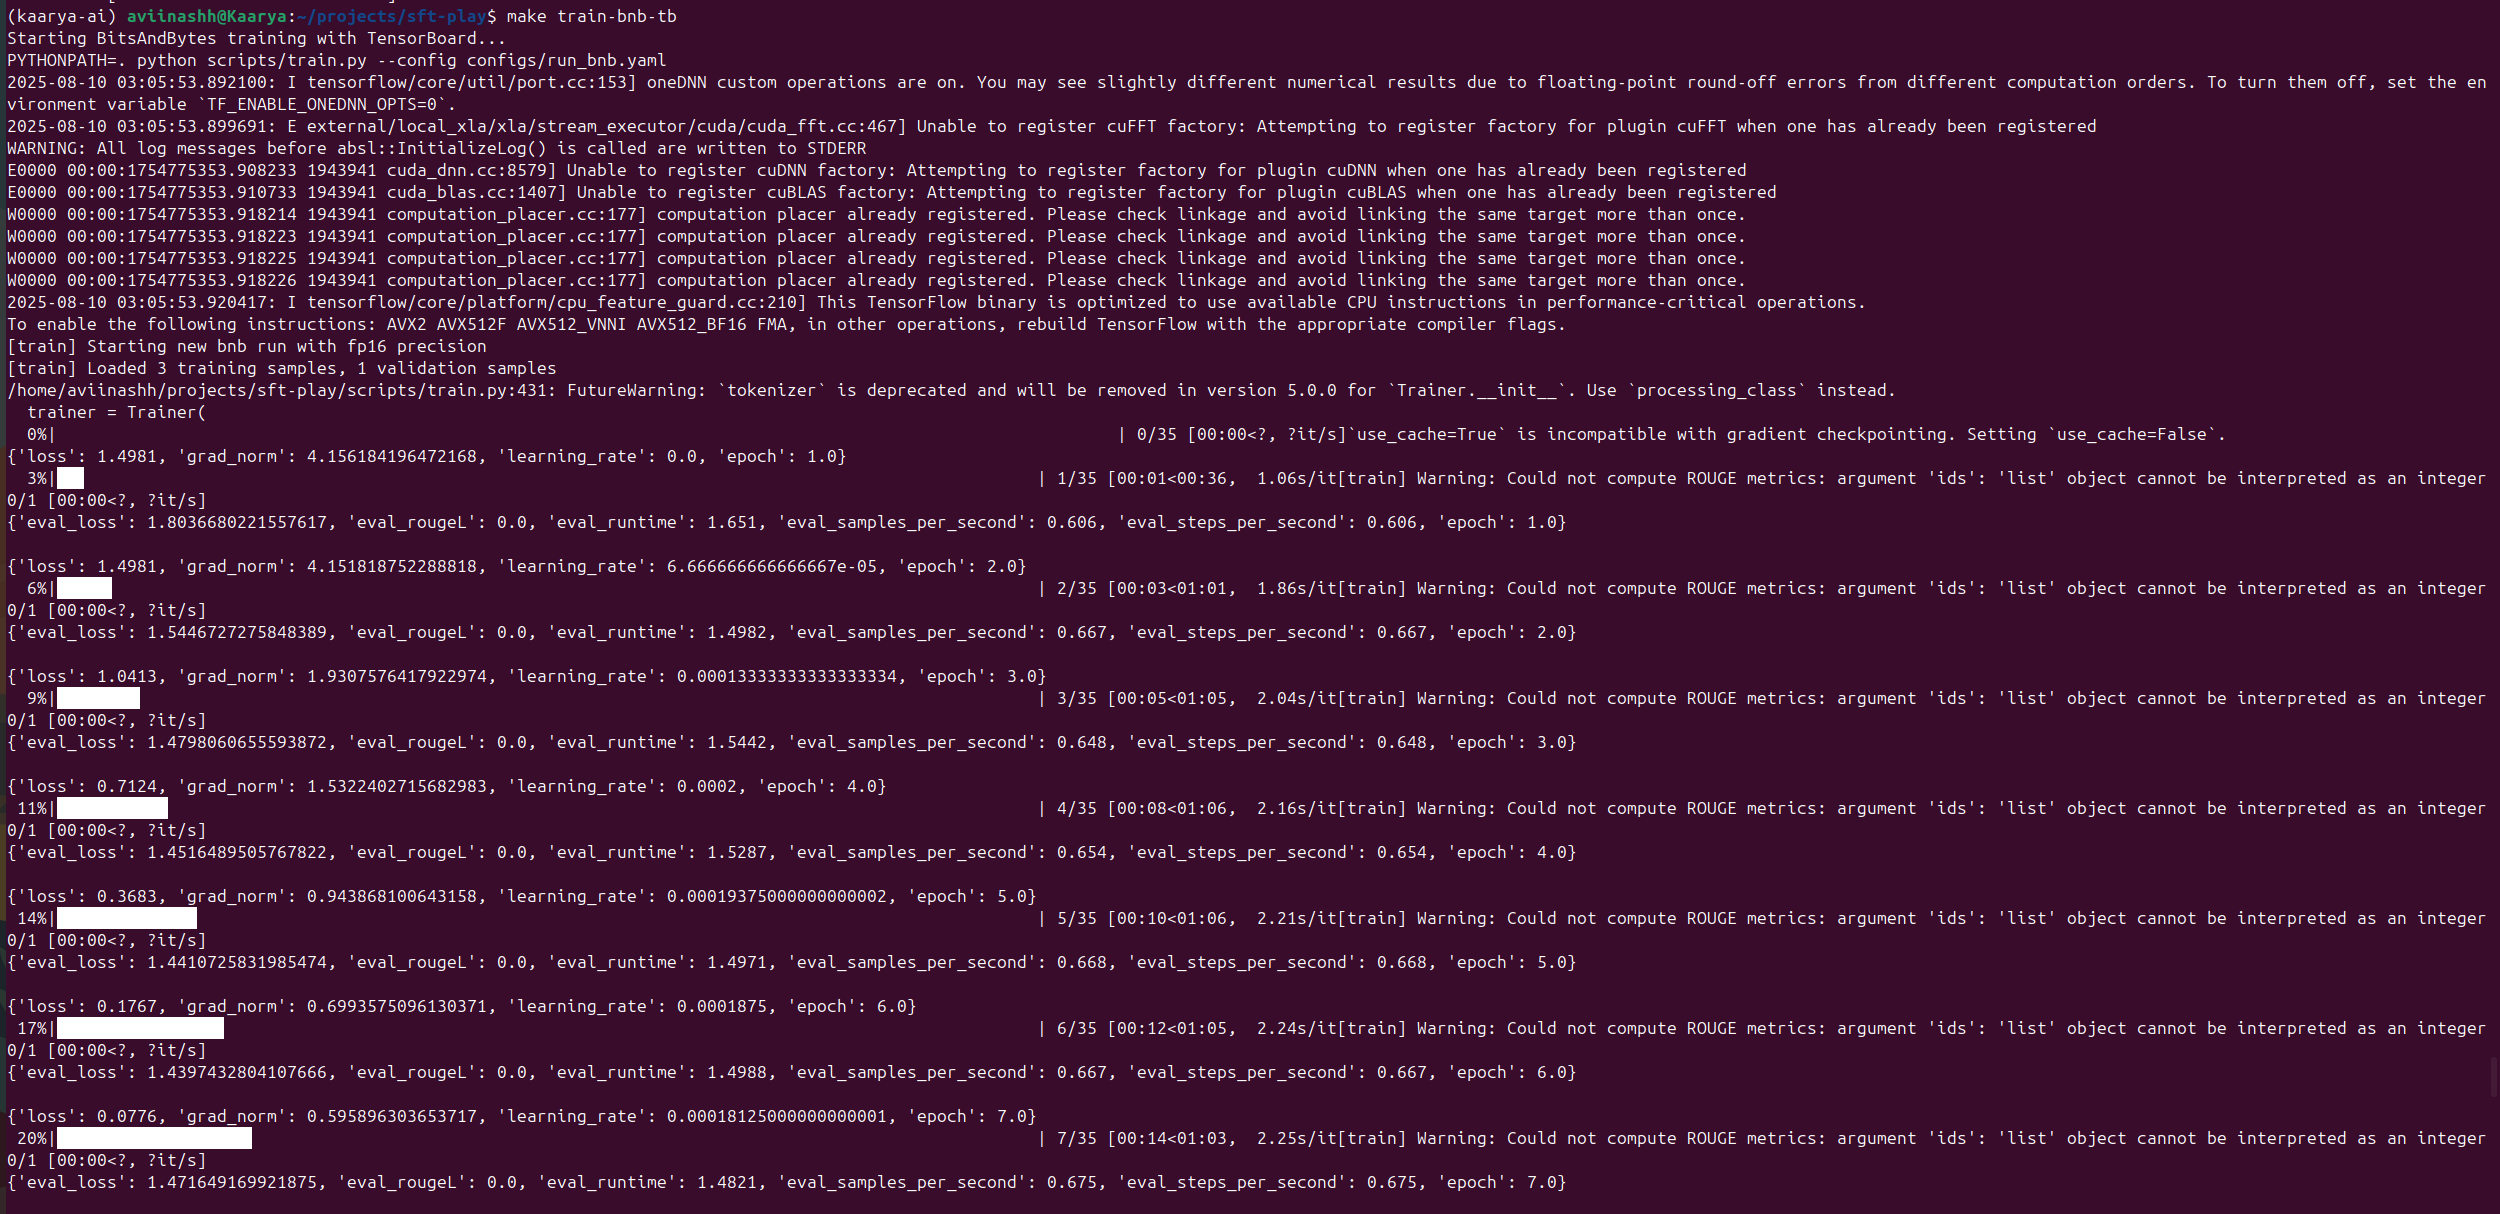 (kaarya-ai) aviinashh@Kaarya:~/projects/sft-play$ make train-bnb-tb
Starting BitsAndBytes training with TensorBoard...
PYTHONPATH=. python scripts/train.py --config configs/run_bnb.yaml
2025-08-10 03:05:53.892100: I tensorflow/core/util/port.cc:153] oneDNN custom operations are on. You may see slightly different numerical results due to floating-point round-off errors from different computation orders. To turn them off, set the en
vironment variable `TF_ENABLE_ONEDNN_OPTS=0`.
2025-08-10 03:05:53.899691: E external/local_xla/xla/stream_executor/cuda/cuda_fft.cc:467] Unable to register cuFFT factory: Attempting to register factory for plugin cuFFT when one has already been registered
WARNING: All log messages before absl::InitializeLog() is called are written to STDERR
E0000 00:00:1754775353.908233 1943941 cuda_dnn.cc:8579] Unable to register cuDNN factory: Attempting to register factory for plugin cuDNN when one has already been registered
E0000 00:00:1754775353.910733 1943941 cuda_blas.cc:1407] Unable to register cuBLAS factory: Attempting to register factory for plugin cuBLAS when one has already been registered
W0000 00:00:1754775353.918214 1943941 computation_placer.cc:177] computation placer already registered. Please check linkage and avoid linking the same target more than once.
W0000 00:00:1754775353.918223 1943941 computation_placer.cc:177] computation placer already registered. Please check linkage and avoid linking the same target more than once.
W0000 00:00:1754775353.918225 1943941 computation_placer.cc:177] computation placer already registered. Please check linkage and avoid linking the same target more than once.
W0000 00:00:1754775353.918226 1943941 computation_placer.cc:177] computation placer already registered. Please check linkage and avoid linking the same target more than once.
2025-08-10 03:05:53.920417: I tensorflow/core/platform/cpu_feature_guard.cc:210] This TensorFlow binary is optimized to use available CPU instructions in performance-critical operations.
To enable the following instructions: AVX2 AVX512F AVX512_VNNI AVX512_BF16 FMA, in other operations, rebuild TensorFlow with the appropriate compiler flags.
[train] Starting new bnb run with fp16 precision
[train] Loaded 3 training samples, 1 validation samples
/home/aviinashh/projects/sft-play/scripts/train.py:431: FutureWarning: `tokenizer` is deprecated and will be removed in version 5.0.0 for `Trainer.__init__`. Use `processing_class` instead.
  trainer = Trainer(
  0%| | 0/35 [00:00<?, ?it/s]`use_cache=True` is incompatible with gradient checkpointing. Setting `use_cache=False`.
{'loss': 1.4981, 'grad_norm': 4.156184196472168, 'learning_rate': 0.0, 'epoch': 1.0}
  3%| | 1/35 [00:01<00:36,  1.06s/it[train] Warning: Could not compute ROUGE metrics: argument 'ids': 'list' object cannot be interpreted as an integer
0/1 [00:00<?, ?it/s]
{'eval_loss': 1.8036680221557617, 'eval_rougeL': 0.0, 'eval_runtime': 1.651, 'eval_samples_per_second': 0.606, 'eval_steps_per_second': 0.606, 'epoch': 1.0}
{'loss': 1.4981, 'grad_norm': 4.151818752288818, 'learning_rate': 6.666666666666667e-05, 'epoch': 2.0}
  6%| | 2/35 [00:03<01:01,  1.86s/it[train] Warning: Could not compute ROUGE metrics: argument 'ids': 'list' object cannot be interpreted as an integer
0/1 [00:00<?, ?it/s]
{'eval_loss': 1.5446727275848389, 'eval_rougeL': 0.0, 'eval_runtime': 1.4982, 'eval_samples_per_second': 0.667, 'eval_steps_per_second': 0.667, 'epoch': 2.0}
{'loss': 1.0413, 'grad_norm': 1.9307576417922974, 'learning_rate': 0.00013333333333333334, 'epoch': 3.0}
  9%| | 3/35 [00:05<01:05,  2.04s/it[train] Warning: Could not compute ROUGE metrics: argument 'ids': 'list' object cannot be interpreted as an integer
0/1 [00:00<?, ?it/s]
{'eval_loss': 1.4798060655593872, 'eval_rougeL': 0.0, 'eval_runtime': 1.5442, 'eval_samples_per_second': 0.648, 'eval_steps_per_second': 0.648, 'epoch': 3.0}
{'loss': 0.7124, 'grad_norm': 1.5322402715682983, 'learning_rate': 0.0002, 'epoch': 4.0}
 11%| | 4/35 [00:08<01:06,  2.16s/it[train] Warning: Could not compute ROUGE metrics: argument 'ids': 'list' object cannot be interpreted as an integer
0/1 [00:00<?, ?it/s]
{'eval_loss': 1.4516489505767822, 'eval_rougeL': 0.0, 'eval_runtime': 1.5287, 'eval_samples_per_second': 0.654, 'eval_steps_per_second': 0.654, 'epoch': 4.0}
{'loss': 0.3683, 'grad_norm': 0.943868100643158, 'learning_rate': 0.00019375000000000002, 'epoch': 5.0}
 14%| | 5/35 [00:10<01:06,  2.21s/it[train] Warning: Could not compute ROUGE metrics: argument 'ids': 'list' object cannot be interpreted as an integer
0/1 [00:00<?, ?it/s]
{'eval_loss': 1.4410725831985474, 'eval_rougeL': 0.0, 'eval_runtime': 1.4971, 'eval_samples_per_second': 0.668, 'eval_steps_per_second': 0.668, 'epoch': 5.0}
{'loss': 0.1767, 'grad_norm': 0.6993575096130371, 'learning_rate': 0.0001875, 'epoch': 6.0}
 17%| | 6/35 [00:12<01:05,  2.24s/it[train] Warning: Could not compute ROUGE metrics: argument 'ids': 'list' object cannot be interpreted as an integer
0/1 [00:00<?, ?it/s]
{'eval_loss': 1.4397432804107666, 'eval_rougeL': 0.0, 'eval_runtime': 1.4988, 'eval_samples_per_second': 0.667, 'eval_steps_per_second': 0.667, 'epoch': 6.0}
{'loss': 0.0776, 'grad_norm': 0.595896303653717, 'learning_rate': 0.00018125000000000001, 'epoch': 7.0}
 20%| | 7/35 [00:14<01:03,  2.25s/it[train] Warning: Could not compute ROUGE metrics: argument 'ids': 'list' object cannot be interpreted as an integer
0/1 [00:00<?, ?it/s]
{'eval_loss': 1.471649169921875, 'eval_rougeL': 0.0, 'eval_runtime': 1.4821, 'eval_samples_per_second': 0.675, 'eval_steps_per_second': 0.675, 'epoch': 7.0}